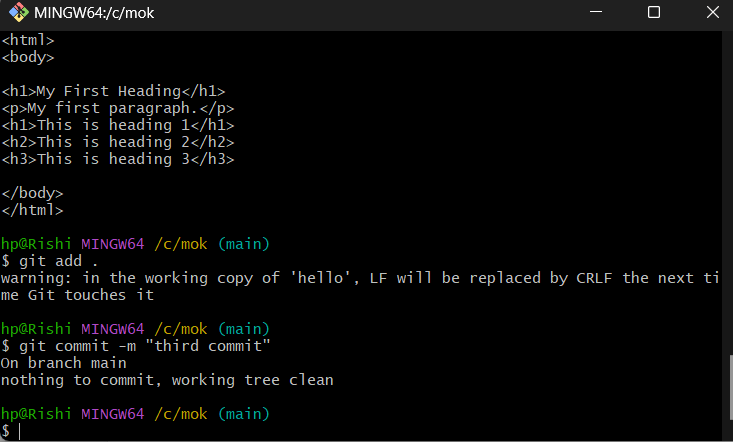 MINGW64:/c/mok
<html>
<body>
<h1>My First Heading</h1>
<p>My first paragraph.</p>
<h1>This is heading 1</h1>
<h2>This is heading 2</h2>
<h3>This is heading 3</h3>
</body>
</html>
hp@Rishi MINGW64 /c/mok (main)
$ git add .
warning: in the working copy of 'hello', LF will be replaced by CRLF the next ti
me Git touches it
hp@Rishi MINGW64 /c/mok (main)
$ git commit -m "third commit"
On branch main
nothing to commit, working tree clean
hp@Rishi MINGW64 /c/mok (main)
$